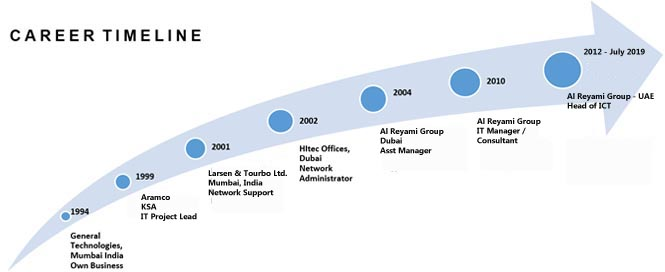 CAREER TIMELINE
1994
General
Technologies,
Mumbai India
Own Business
1999
Aramco
KSA
IT Project Lead
2001
Larsen & Tourbo Ltd.
Mumbai, India
Network Support
2002
HItec Offices,
Dubai
Network
Administrator
2004
Al Reyami Group
Dubai
Asst Manager
2010
Al Reyami Group
IT Manager /
Consultant
2012 - July 2019
Al Reyami Group - UAE
Head of ICT